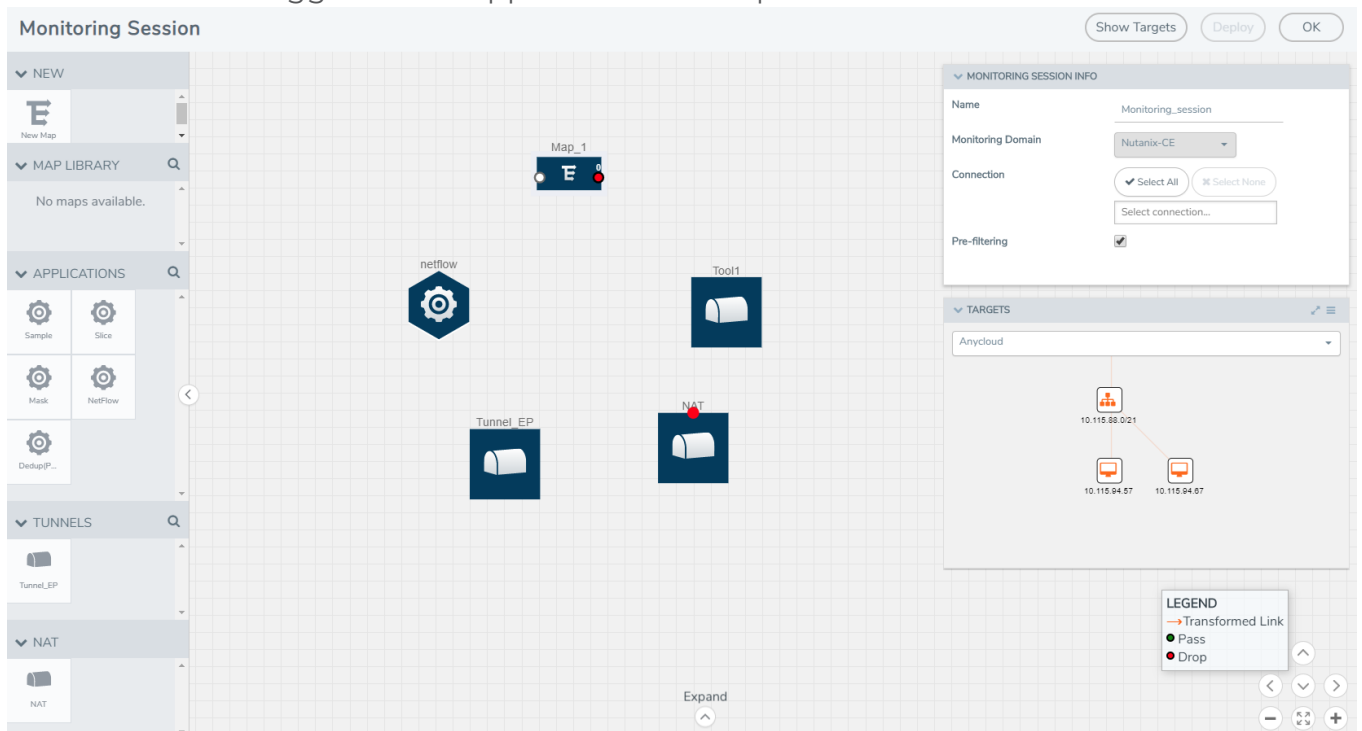 Monitoring Session
Show Targets
Deploy
OK
NEW
New Map
MAP LIBRARY
No maps available.
APPLICATIONS
Sample
Slice
Mask
NetFlow
Dedup(P...
TUNNELS
Tunnel_EP
NAT
NAT
Map_1
0
netflow
Tool1
Tunnel_EP
NAT
Expand
MONITORING SESSION INFO
Name
Monitoring_session
Monitoring Domain
Nutanix-CE
Connection
Select All
Select None
Select connection...
Pre-filtering
TARGETS
Anycloud
10.115.88.0/21
10.115.94.57
10.115.94.67
LEGEND
→Transformed Link
Pass
Drop